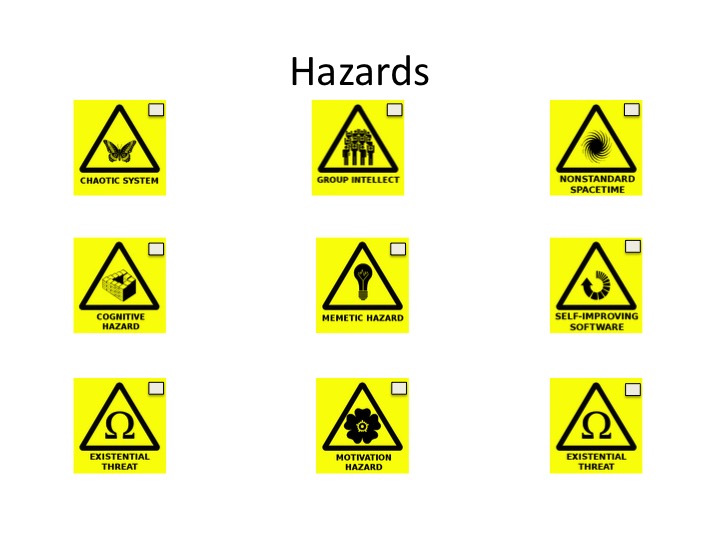 Hazards
CHAOTIC SYSTEM
GROUP INTELLECT
NONSTANDARD
SPACETIME
COGNITIVE
HAZARD
MEMETIC HAZARD
SELF-IMPROVING
SOFTWARE
Ω
EXISTENTIAL
THREAT
MOTIVATION
HAZARD
Ω
EXISTENTIAL
THREAT